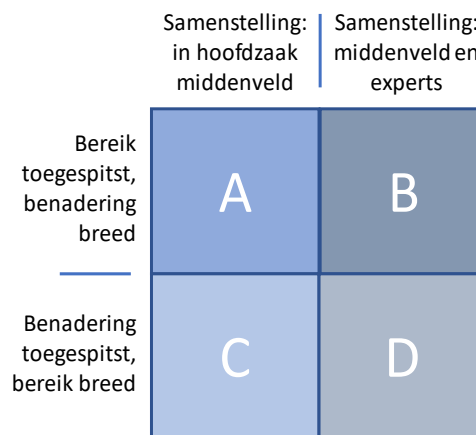 Samenstelling:
in hoofdzaak
middenveld
Samenstelling:
middenveld en
experts
Bereik
toegespitst,
benadering
breed
A
B
Benadering
toegespitst,
bereik breed
C
D